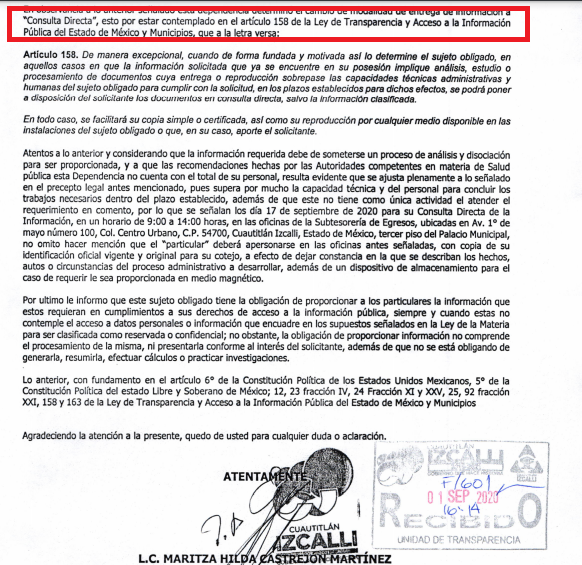 En observancia a lo anterior señalado esta dependencia determinó el cambio de modalidad de entrega de información a
"Consulta Directa", esto por estar contemplado en el artículo 158 de la Ley de Transparencia y Acceso a la Información
Pública del Estado de México y Municipios, que a la letra versa:
Artículo 158. De manera excepcional, cuando de forma fundada y motivada así lo determine el sujeto obligado, en
aquellos casos en que la información solicitada que ya se encuentre en su posesión implique análisis, estudio o
procesamiento de documentos cuya entrega o reproducción sobrepase las capacidades técnicas administrativas y
humanas del sujeto obligado para cumplir con la solicitud, en los plazos establecidos para dichos efectos, se podrá poner
a disposición del solicitante los documentos en consulta directa, salvo la información clasificada.
En todo caso, se facilitará su copia simple o certificada, así como su reproducción por cualquier medio disponible en las
instalaciones del sujeto obligado o que, en su caso, aporte el solicitante.
Atentos a lo anterior y considerando que la información requerida debe de someterse un proceso de análisis y disociación
para ser proporcionada, y a que las recomendaciones hechas por las Autoridades competentes en materia de Salud
pública esta Dependencia no cuenta con el total de su personal, resulta evidente que se ajusta plenamente a lo señalado
en el precepto legal antes mencionado, pues supera por mucho la capacidad técnica y del personal para concluir los
trabajos necesarios dentro del plazo establecido, además de que este no tiene como única actividad el atender el
requerimiento en comento, por lo que se señalan los día 17 de septiembre de 2020 para su Consulta Directa de la
Información, en un horario de 9:00 a 14:00 horas, en las oficinas de la Subtesorería de Egresos, ubicadas en Av. 1° de
mayo número 100, Col. Centro Urbano, C.P. 54700, Cuautitlán Izcalli, Estado de México, tercer piso del Palacio Municipal,
no omito hacer mención que el "particular" deberá apersonarse en las oficinas antes señaladas, con copia de su
identificación oficial vigente y original para su cotejo, a efecto de dejar constancia en la que se describan los hechos,
autos o circunstancias del proceso administrativo a desarrollar, además de un dispositivo de almacenamiento para el
caso de requerir le sea proporcionada en medio magnético.
Por ultimo le informo que este sujeto obligado tiene la obligación de proporcionar a los particulares la información que
estos requieran en cumplimientos a sus derechos de acceso a la información pública, siempre y cuando estas no
contemple el acceso a datos personales o información que encuadre en los supuestos señalados en la Ley de la Materia
para ser clasificada como reservada o confidencial; no obstante, la obligación de proporcionar información no comprende
el procesamiento de la misma, ni presentarla conforme al interés del solicitante, además de que no se está obligando de
generarla, resumirla, efectuar cálculos o practicar investigaciones.
Lo anterior, con fundamento en el artículo 6° de la Constitución Política de los Estados Unidos Mexicanos, 5° de la
Constitución Política del estado Libre y Soberano de México; 12, 23 fracción IV, 24 Fracción XI y XXV, 25, 92 fracción
XXI, 158 y 163 de la Ley de Transparencia y Acceso a la Información Pública del Estado de México y Municipios
Agradeciendo la atención a la presente, quedo de usted para cualquier duda o aclaración.
ATENTAMENTE
CUAUTITLÁN
IZCALLI
L.C. MARITZA HILDA CASTREJON MARTÍNEZ
CUAUTITLÁN
IZCALLI
F/601
01 SEP 2020
16:14
RECIBIDO
UNIDAD DE TRANSPARENCIA